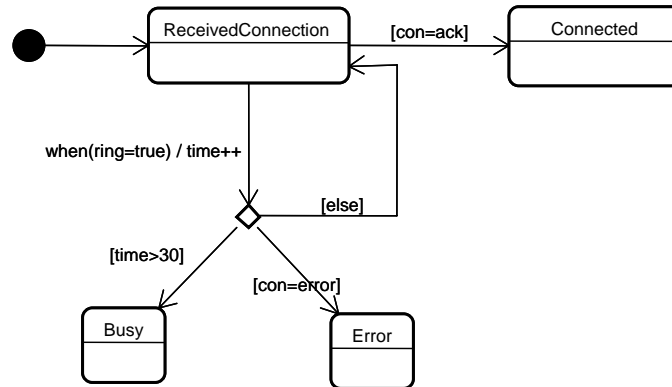 ReceivedConnection
[con=ack]
Connected
when(ring=true) / time++
[else]
[time>30]
[con=error]
Busy
Error